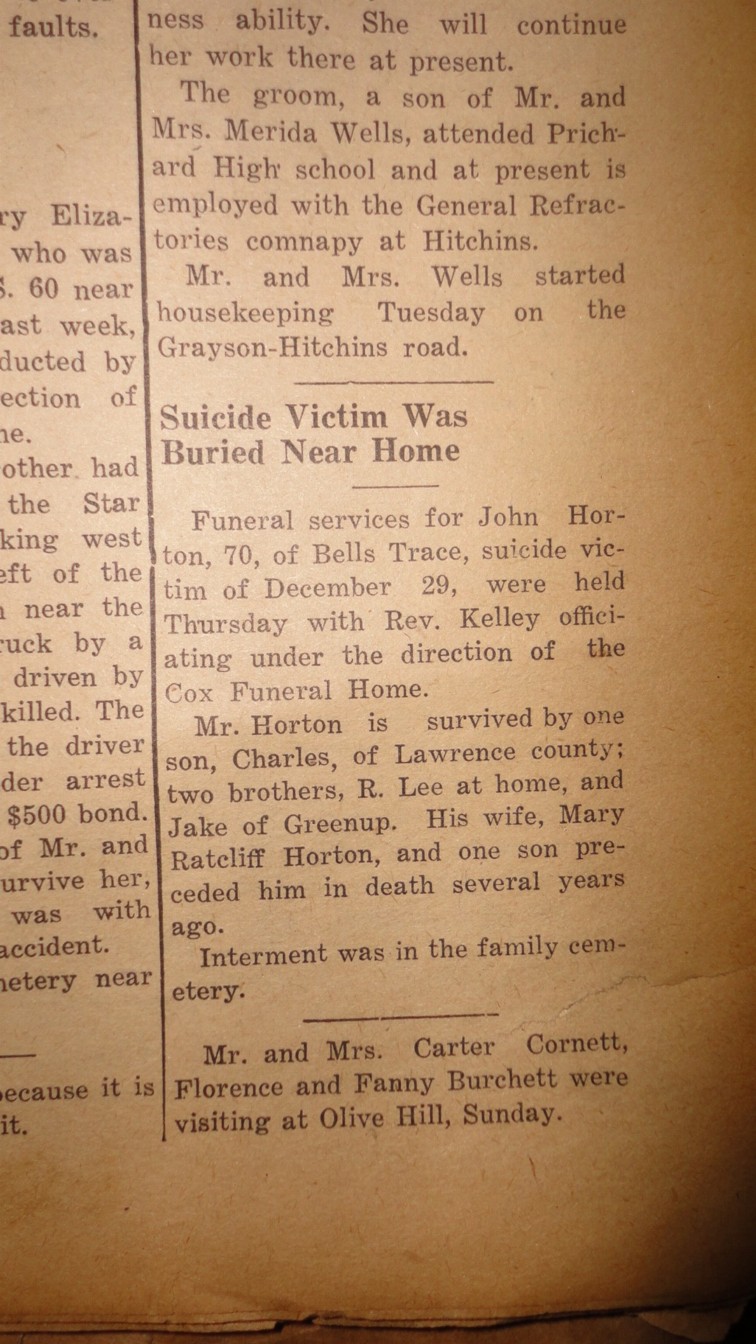 faults.
ry Eliza-
who was
S. 60 near
ast week,
ducted by
ection of
ne.
other had
the Star
king west
eft of the
near the
ruck by a
driven by
killed. The
the driver
der arrest
$500 bond.
of Mr. and
urvive her,
was with
accident.
netery near
ecause it is
it.
ness ability. She will continue
her work there at present.
The groom, a son of Mr. and
Mrs. Merida Wells, attended Prich-
ard High school and at present is
employed with the General Refrac-
tories comnapy at Hitchins.
Mr. and Mrs. Wells started
housekeeping Tuesday on the
Grayson-Hitchins road.
Suicide Victim Was
Buried Near Home
Funeral services for John Hor-
ton, 70, of Bells Trace, suicide vic-
tim of December 29, were held
Thursday with Rev. Kelley offici-
ating under the direction of the
Cox Funeral Home.
Mr. Horton is survived by one
son, Charles, of Lawrence county;
two brothers, R. Lee at home, and
Jake of Greenup. His wife, Mary
Ratcliff Horton, and one son pre-
ceded him in death several years
ago.
Interment was in the family cem-
etery.
Mr. and Mrs. Carter Cornett,
Florence and Fanny Burchett were
visiting at Olive Hill, Sunday.